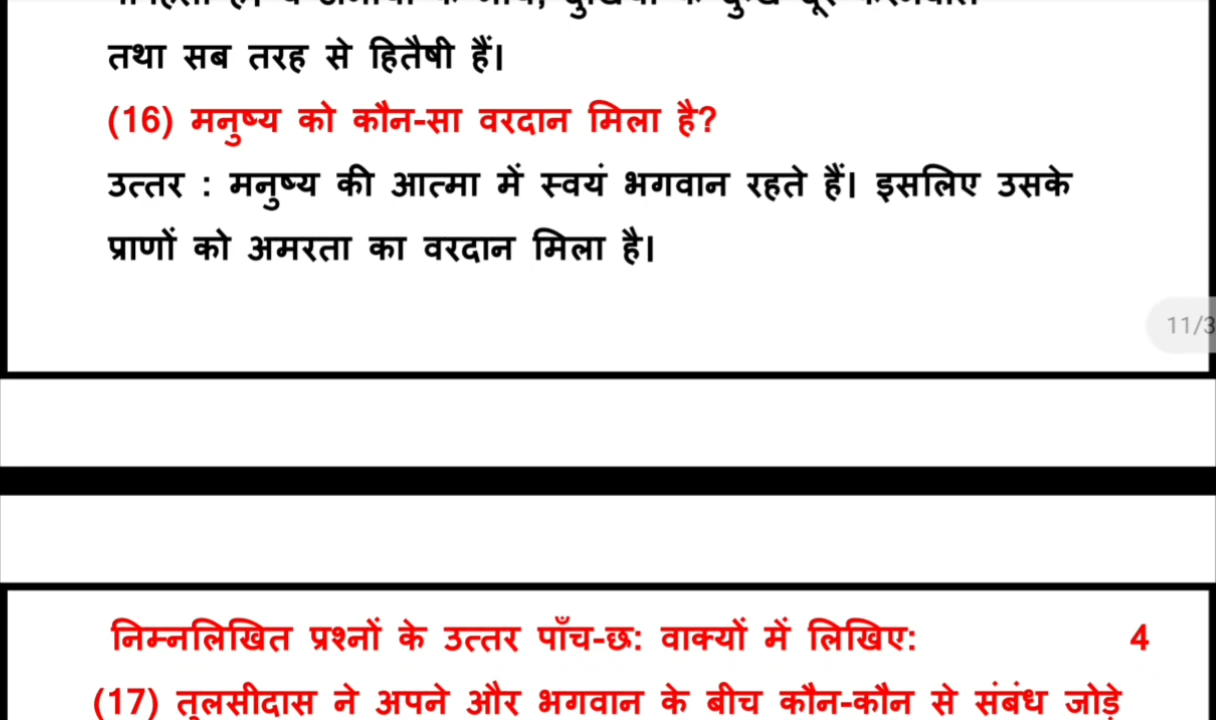 तथा सब तरह से हितैषी हैं।
(16) मनुष्य को कौन-सा वरदान मिला है?
उत्तर : मनुष्य की आत्मा में स्वयं भगवान रहते हैं। इसलिए उसके
प्राणों को अमरता का वरदान मिला है।
11/3
निम्नलिखित प्रश्नों के उत्तर पाँच-छः वाक्यों में लिखिए: 4
(17) तुलसीदास ने अपने और भगवान के बीच कौन-कौन से संबंध जोड़े